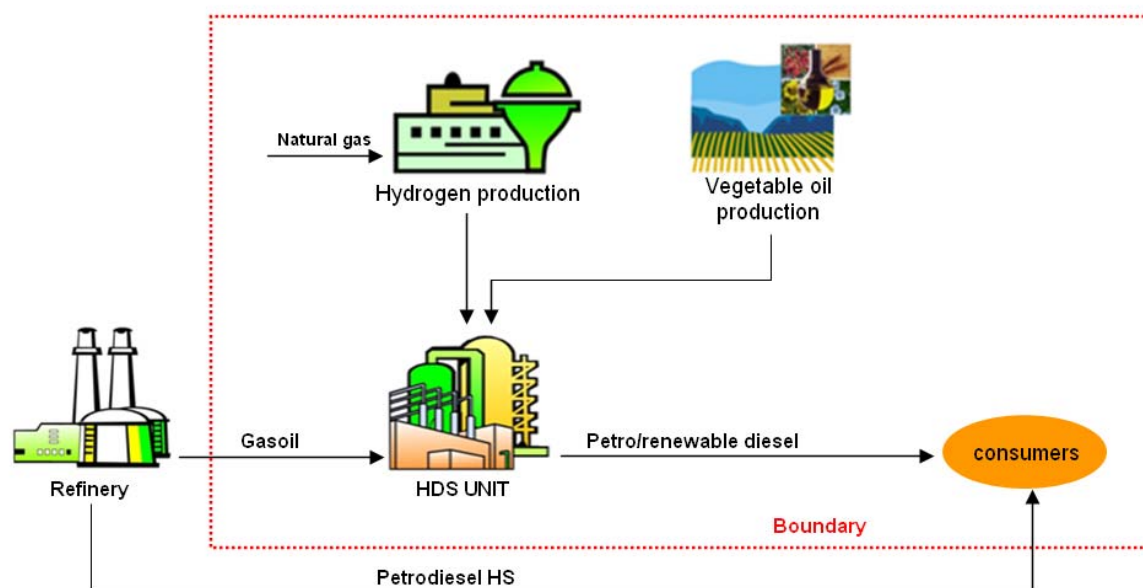 Natural gas
Hydrogen production
Vegetable oil
production
Gasoil
Petro/renewable diesel
consumers
Refinery
HDS UNIT
Boundary
Petrodiesel HS